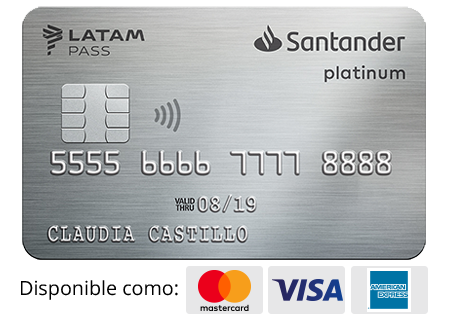 LATAM
PASS
Santander
platinum
5555 6666 7777 8888
VALID
THRU 08/19
CLAUDIA CASTILLO
Disponible como:
mastercard
VISA
AMERICAN
EXPRESS